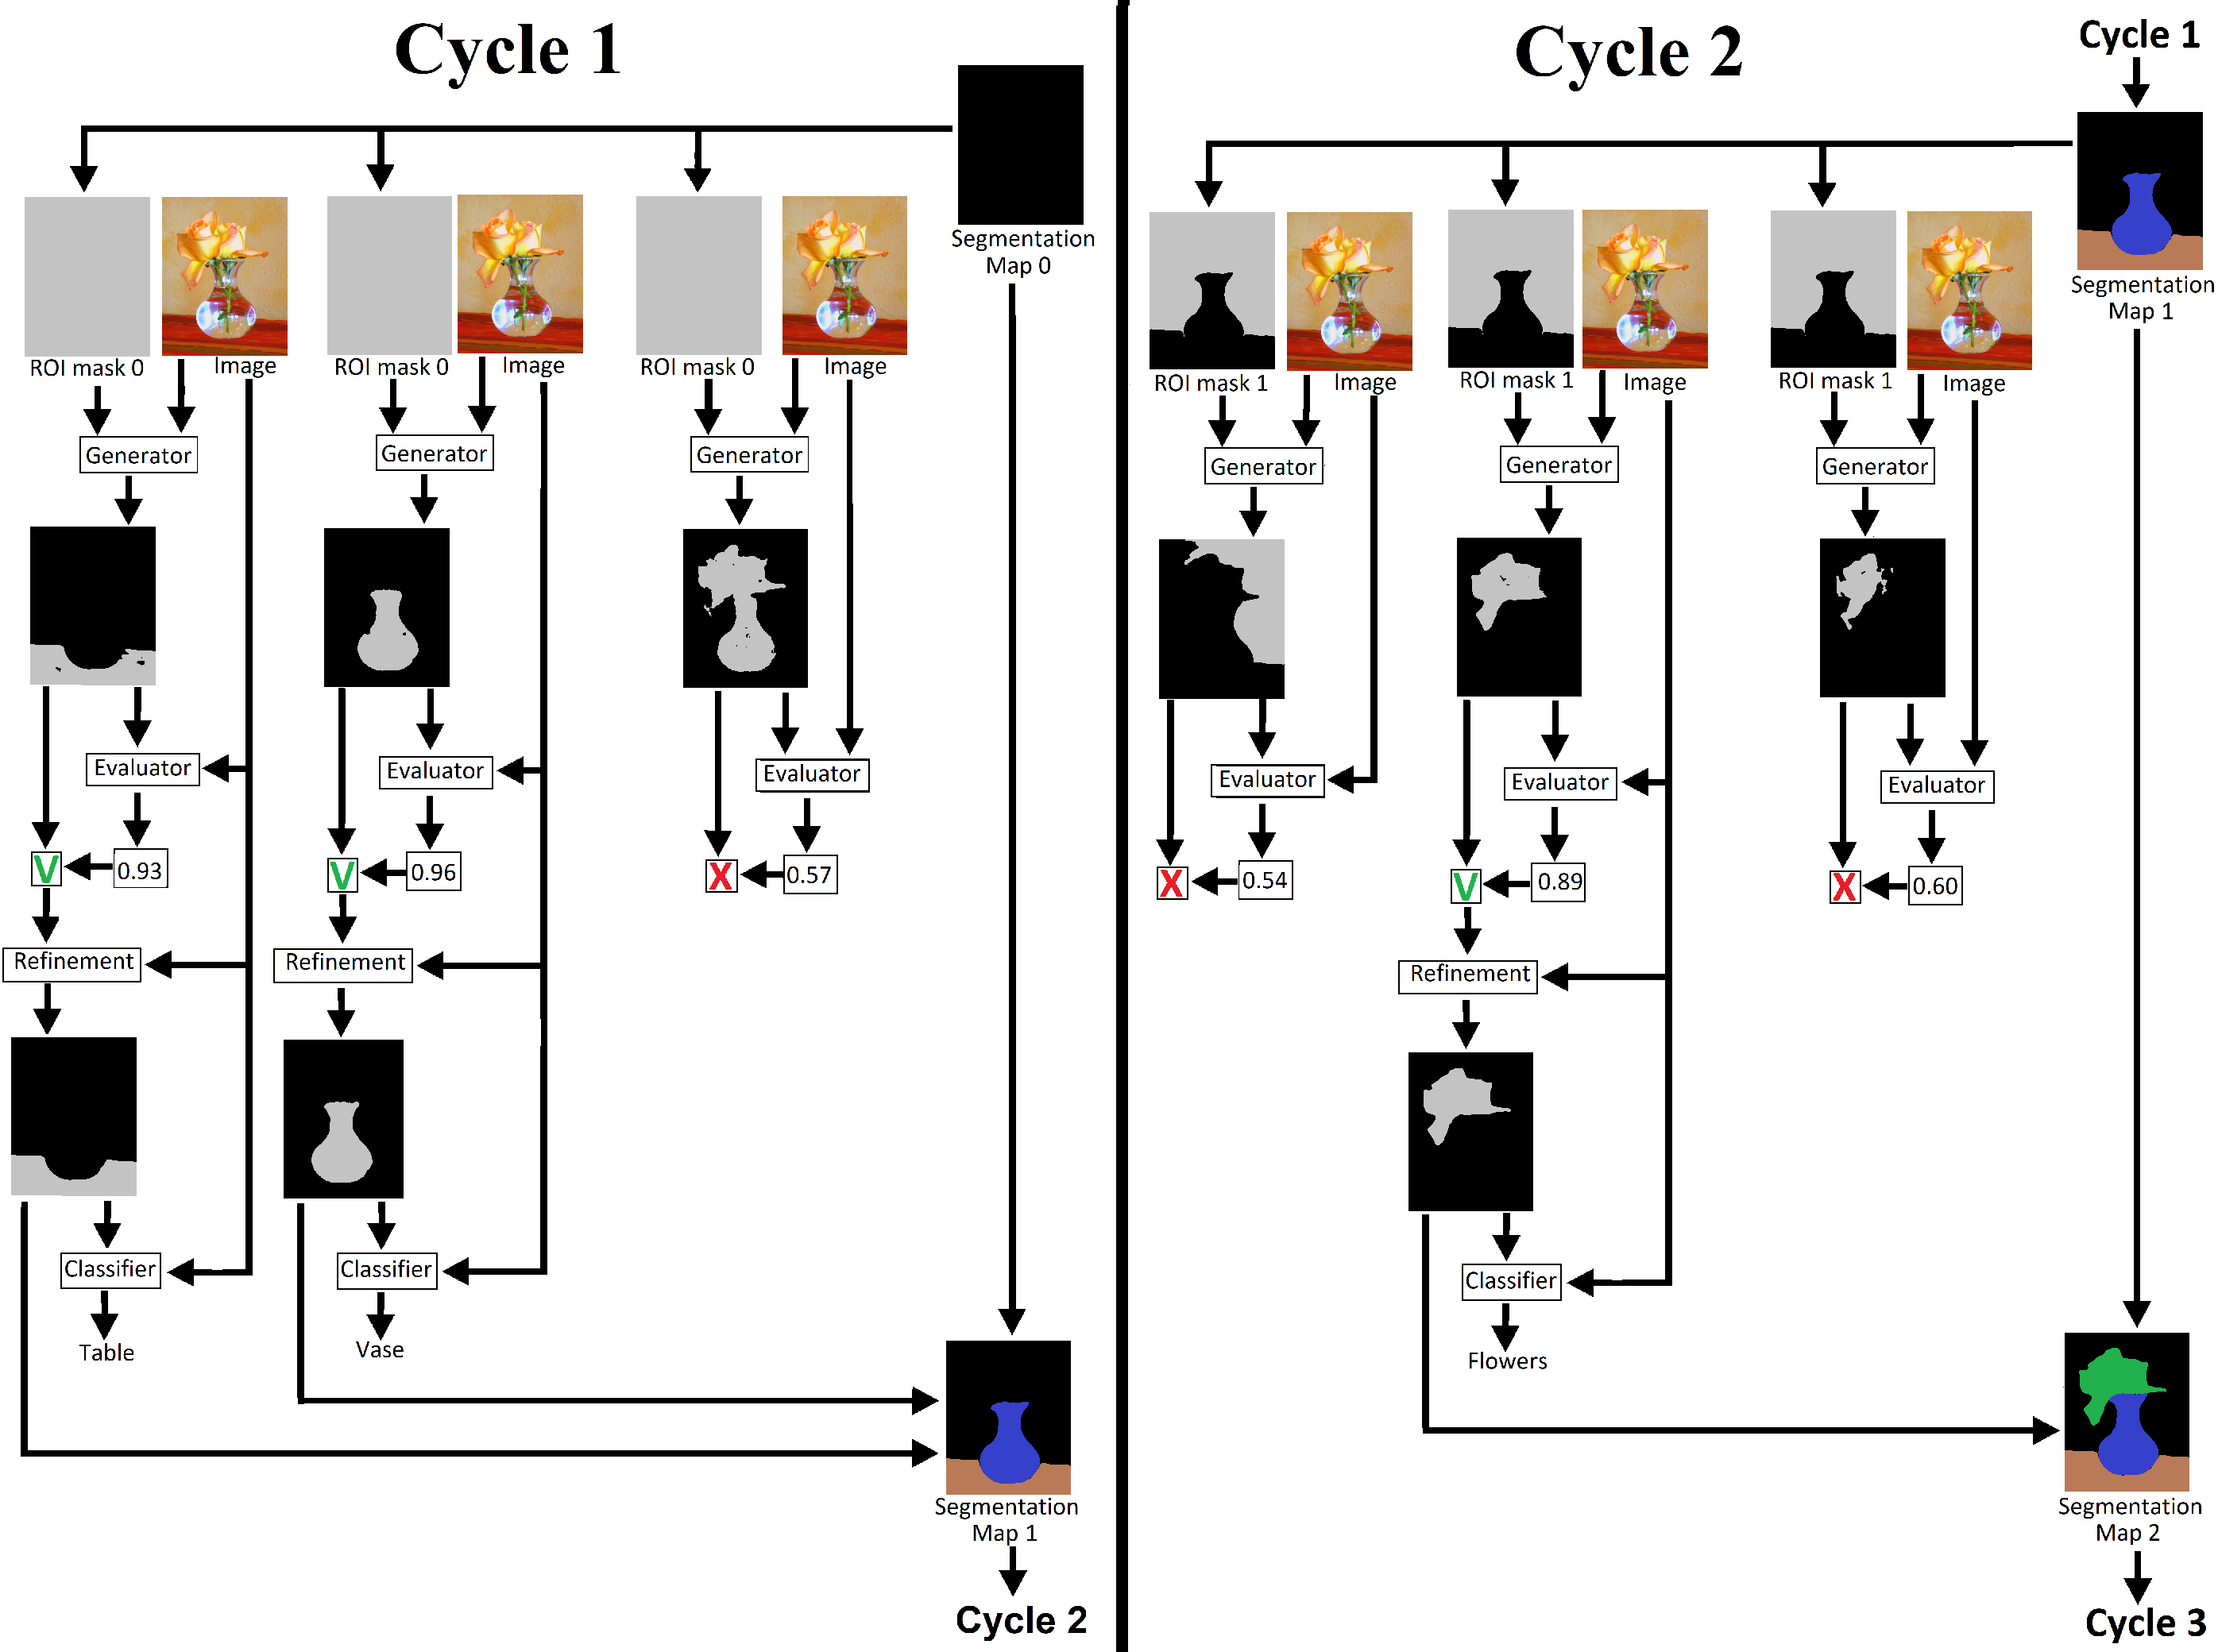 Cycle 1
Segmentation
Map 0
ROI mask 0
Image
ROI mask 0
Image
ROI mask 0
Image
Generator
Generator
Generator
Evaluator
Evaluator
Evaluator
V
0.93
V
0.96
X
0.57
Refinement
Refinement
Classifier
Classifier
Table
Vase
Segmentation
Map 1
Cycle 2
Cycle 2
Cycle 1
Segmentation
Map 1
ROI mask 1
Image
ROI mask 1
Image
ROI mask 1
Image
Generator
Generator
Generator
Evaluator
Evaluator
Evaluator
X
0.54
V
0.89
X
0.60
Refinement
Classifier
Flowers
Segmentation
Map 2
Cycle 3